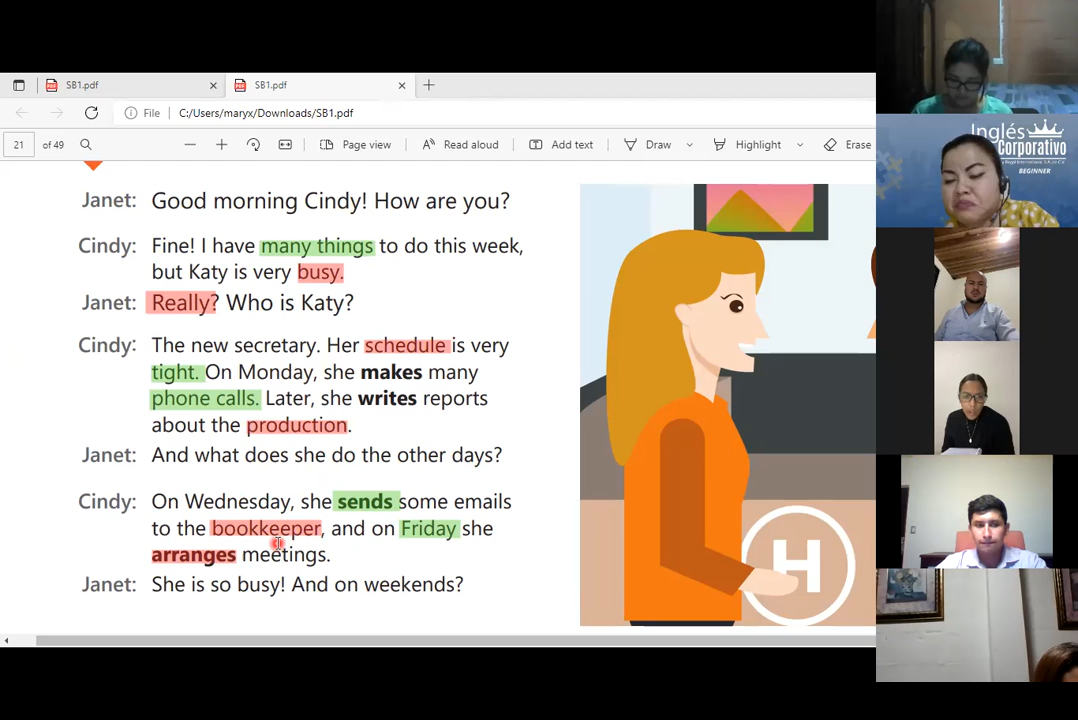 SB1.pdf
SB1.pdf
File C:/Users/maryx/Downloads/SB1.pdf
21 of 49 Page view Read aloud Add text Draw Highlight Erase
Janet: Good morning Cindy! How are you?
Cindy: Fine! I have many things to do this week,
but Katy is very busy.
Janet: Really? Who is Katy?
Cindy: The new secretary. Her schedule is very
tight. On Monday, she makes many
phone calls. Later, she writes reports
about the production.
Janet: And what does she do the other days?
Cindy: On Wednesday, she sends some emails
to the bookkeeper, and on Friday she
arranges meetings.
Janet: She is so busy! And on weekends?
H
Inglés
Corporativo
BEGINNER